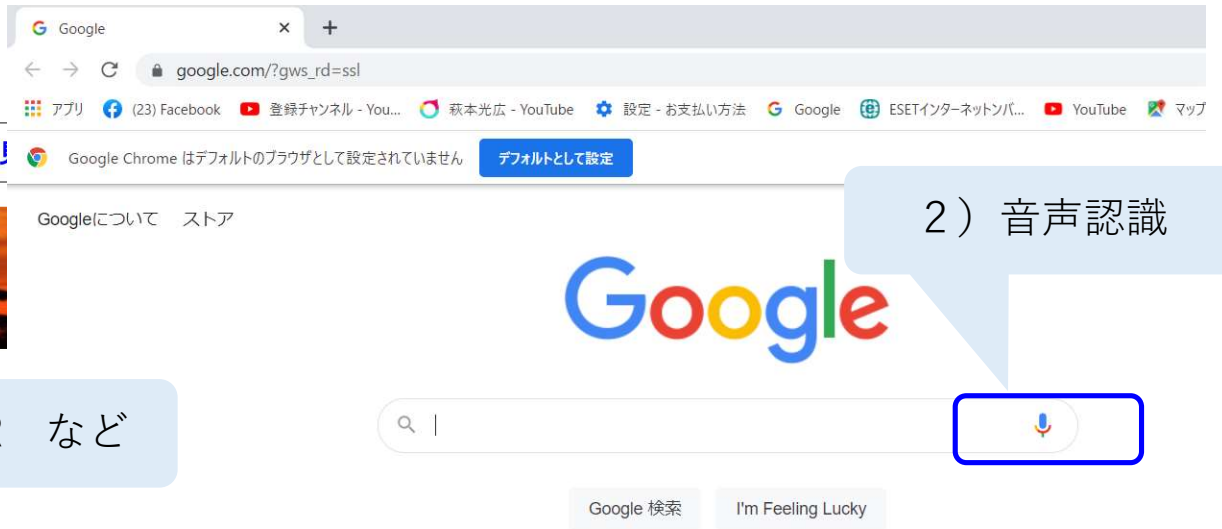 Google
google.com/?gws_rd=ssl
アプリ (23) Facebook 登録チャンネル - You... 萩本光広 - YouTube 設定 - お支払い方法 Google ESETインターネットンバ... YouTube マップ
Google Chrome はデフォルトのブラウザとして設定されていません デフォルトとして設定
Googleについて ストア
2）音声認識
Google
など
Google 検索 I'm Feeling Lucky